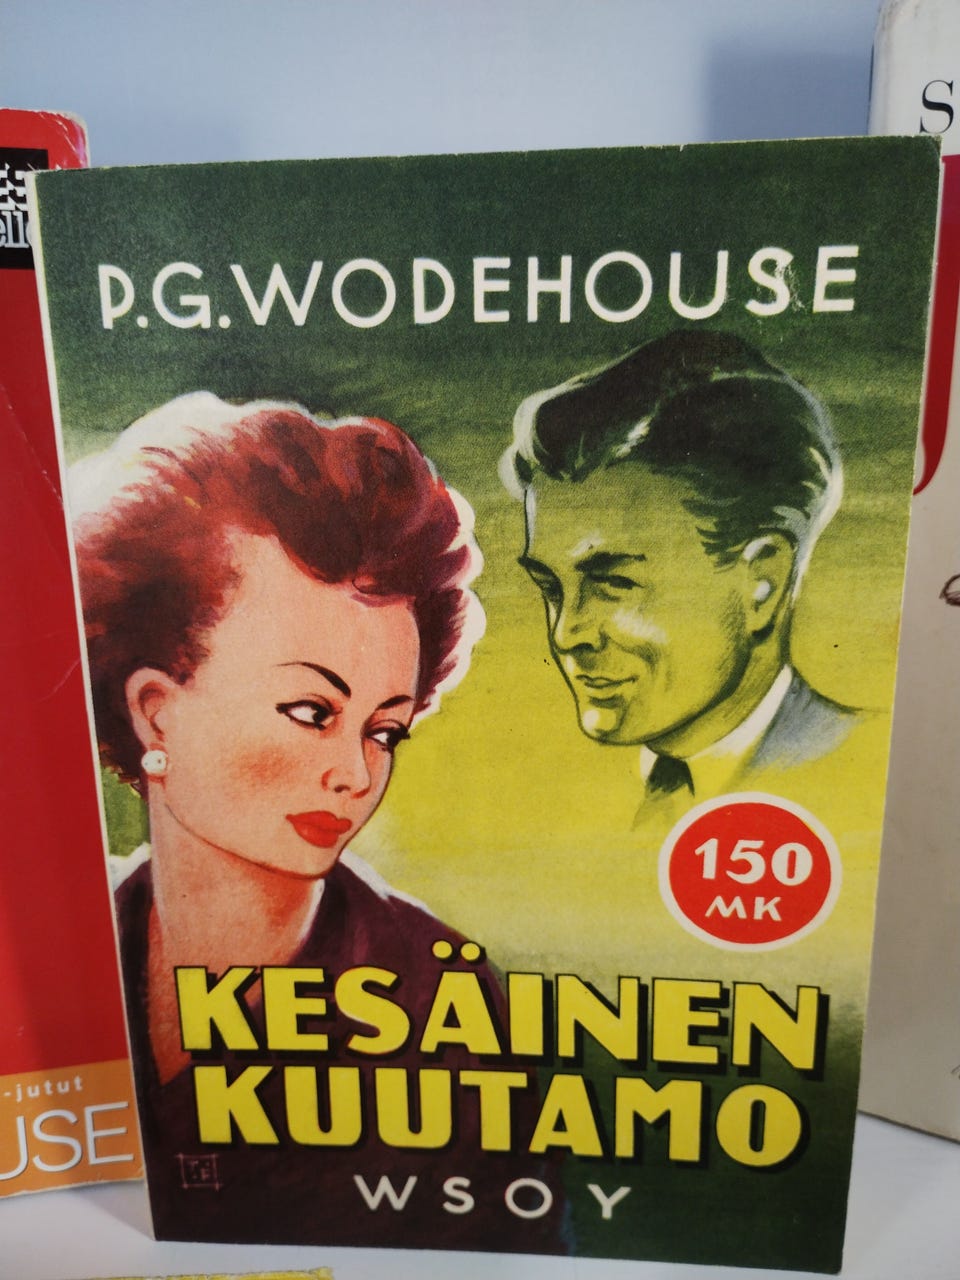 P.G.WODEHOUSE
150
MK
KESÄINEN
KUUTAMO
WSOY
-jutut
USE
S